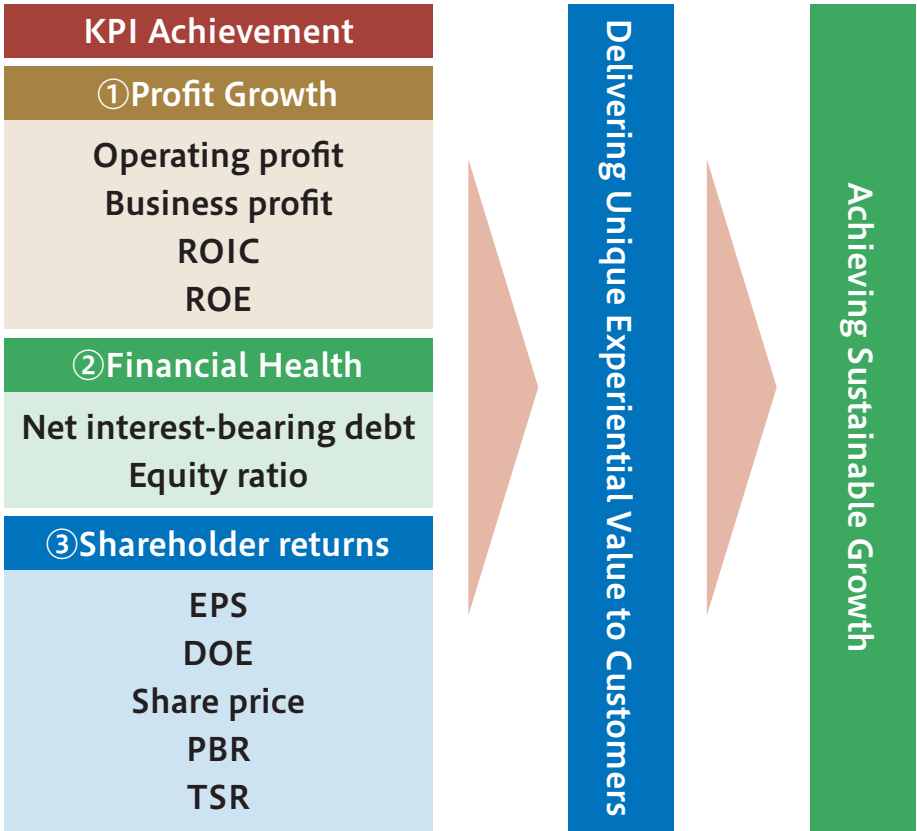 KPI Achievement
①Profit Growth
Operating profit
Business profit
ROIC
ROE
②Financial Health
Net interest-bearing debt
Equity ratio
③Shareholder returns
EPS
DOE
Share price
PBR
TSR
Delivering Unique Experiential Value to Customers
Achieving Sustainable Growth